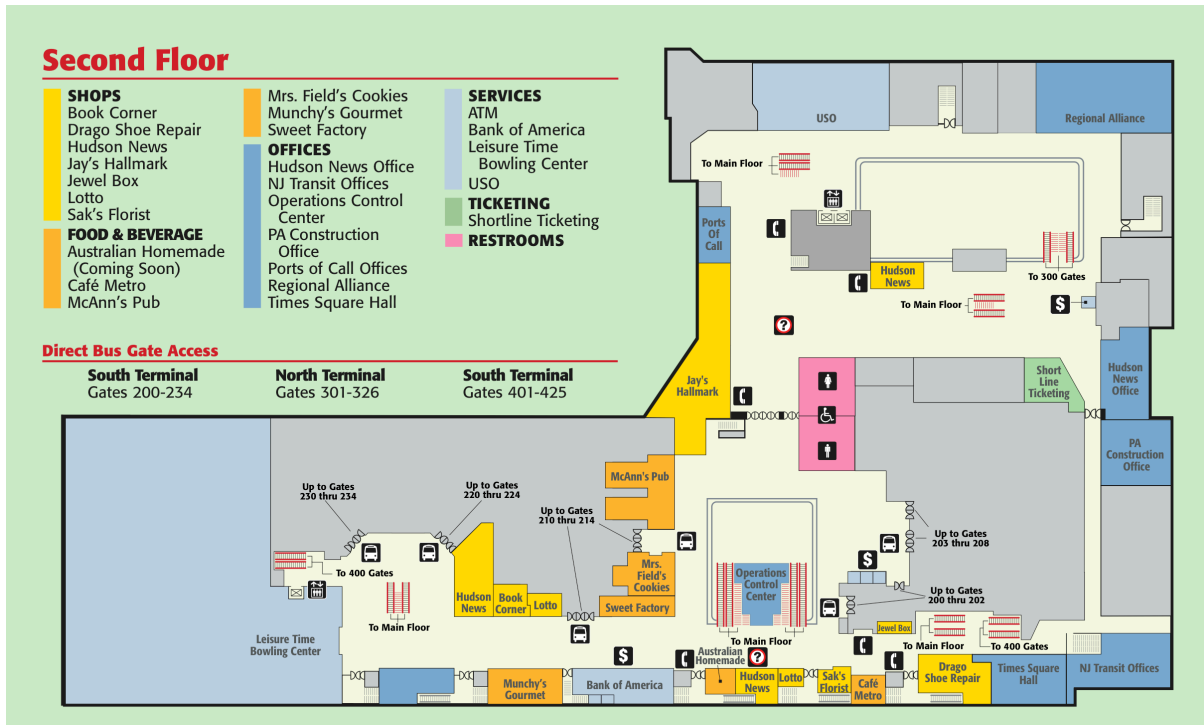 Second Floor
SHOPS
Book Corner
Drago Shoe Repair
Hudson News
Jay's Hallmark
Jewel Box
Lotto
Sak's Florist
FOOD & BEVERAGE
Australian Homemade
(Coming Soon)
Café Metro
McAnn's Pub
Mrs. Field's Cookies
Munchy's Gourmet
Sweet Factory
OFFICES
Hudson News Office
NJ Transit Offices
Operations Control
Center
PA Construction
Office
Ports of Call Offices
Regional Alliance
Times Square Hall
SERVICES
ATM
Bank of America
Leisure Time
Bowling Center
USO
TICKETING
Shortline Ticketing
RESTROOMS
Direct Bus Gate Access
South Terminal
Gates 200-234
North Terminal
Gates 301-326
South Terminal
Gates 401-425
USO
Regional Alliance
To Main Floor
Ports
Of
Call
Hudson
News
To 300 Gates
To Main Floor
$
?
Jay's
Hallmark
Short
Line
Ticketing
Hudson
News
Office
PA
Construction
Office
McAnn's Pub
Up to Gates
230 thru 234
Up to Gates
220 thru 224
Up to Gates
210 thru 214
Up to Gates
203 thru 208
To 400 Gates
Mrs.
Field's
Cookies
Operations
Control
Center
$
Up to Gates
200 thru 202
Hudson
News
Book
Corner
Lotto
Sweet Factory
To Main Floor
Jewel Box
To Main Floor
To Main Floor
To 400 Gates
Leisure Time
Bowling Center
$
Australian
Homemade
?
Munchy's
Gourmet
Bank of America
Hudson
News
Lotto
Sak's
Florist
Café
Metro
Drago
Shoe Repair
Times Square
Hall
NJ Transit Offices